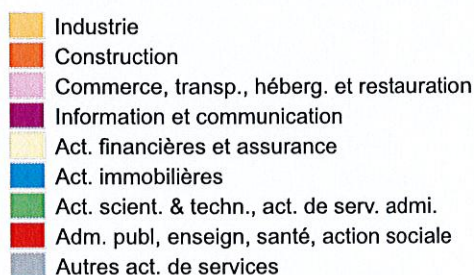 Industrie
Construction
Commerce, transp., héberg. et restauration
Information et communication
Act. financières et assurance
Act. immobilières
Act. scient. & techn., act. de serv. admi.
Adm. publ, enseign, santé, action sociale
Autres act. de services